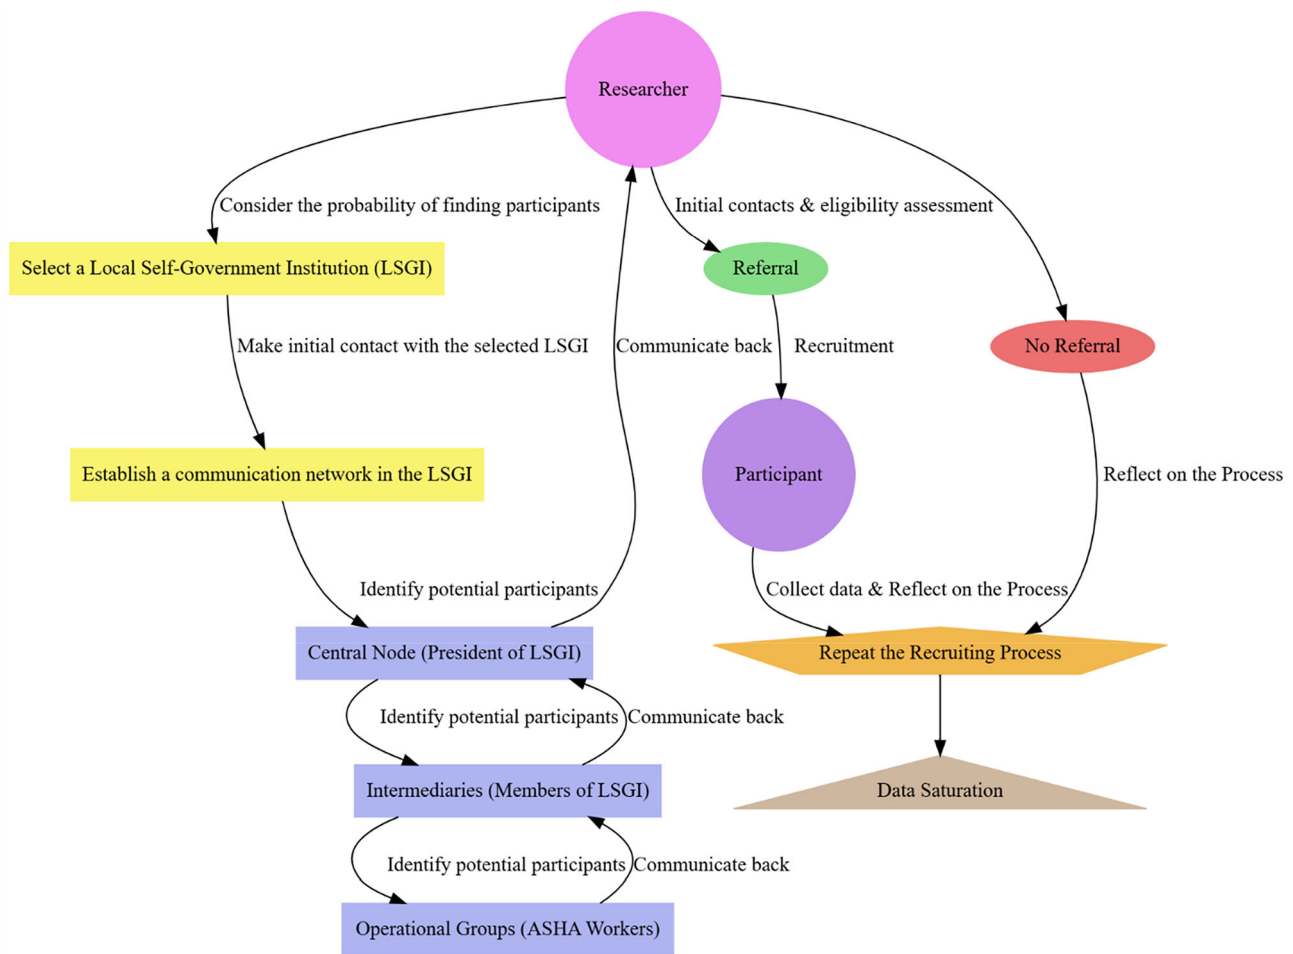 Researcher
Consider the probability of finding participants
Initial contacts & eligibility assessment
Select a Local Self-Government Institution (LSGI)
Referral
Make initial contact with the selected LSGI
Communicate back
Recruitment
No Referral
Establish a communication network in the LSGI
Participant
Reflect on the Process
Identify potential participants
Collect data & Reflect on the Process
Central Node (President of LSGI)
Repeat the Recruiting Process
Identify potential participants
Communicate back
Intermediaries (Members of LSGI)
Data Saturation
Identify potential participants
Communicate back
Operational Groups (ASHA Workers)